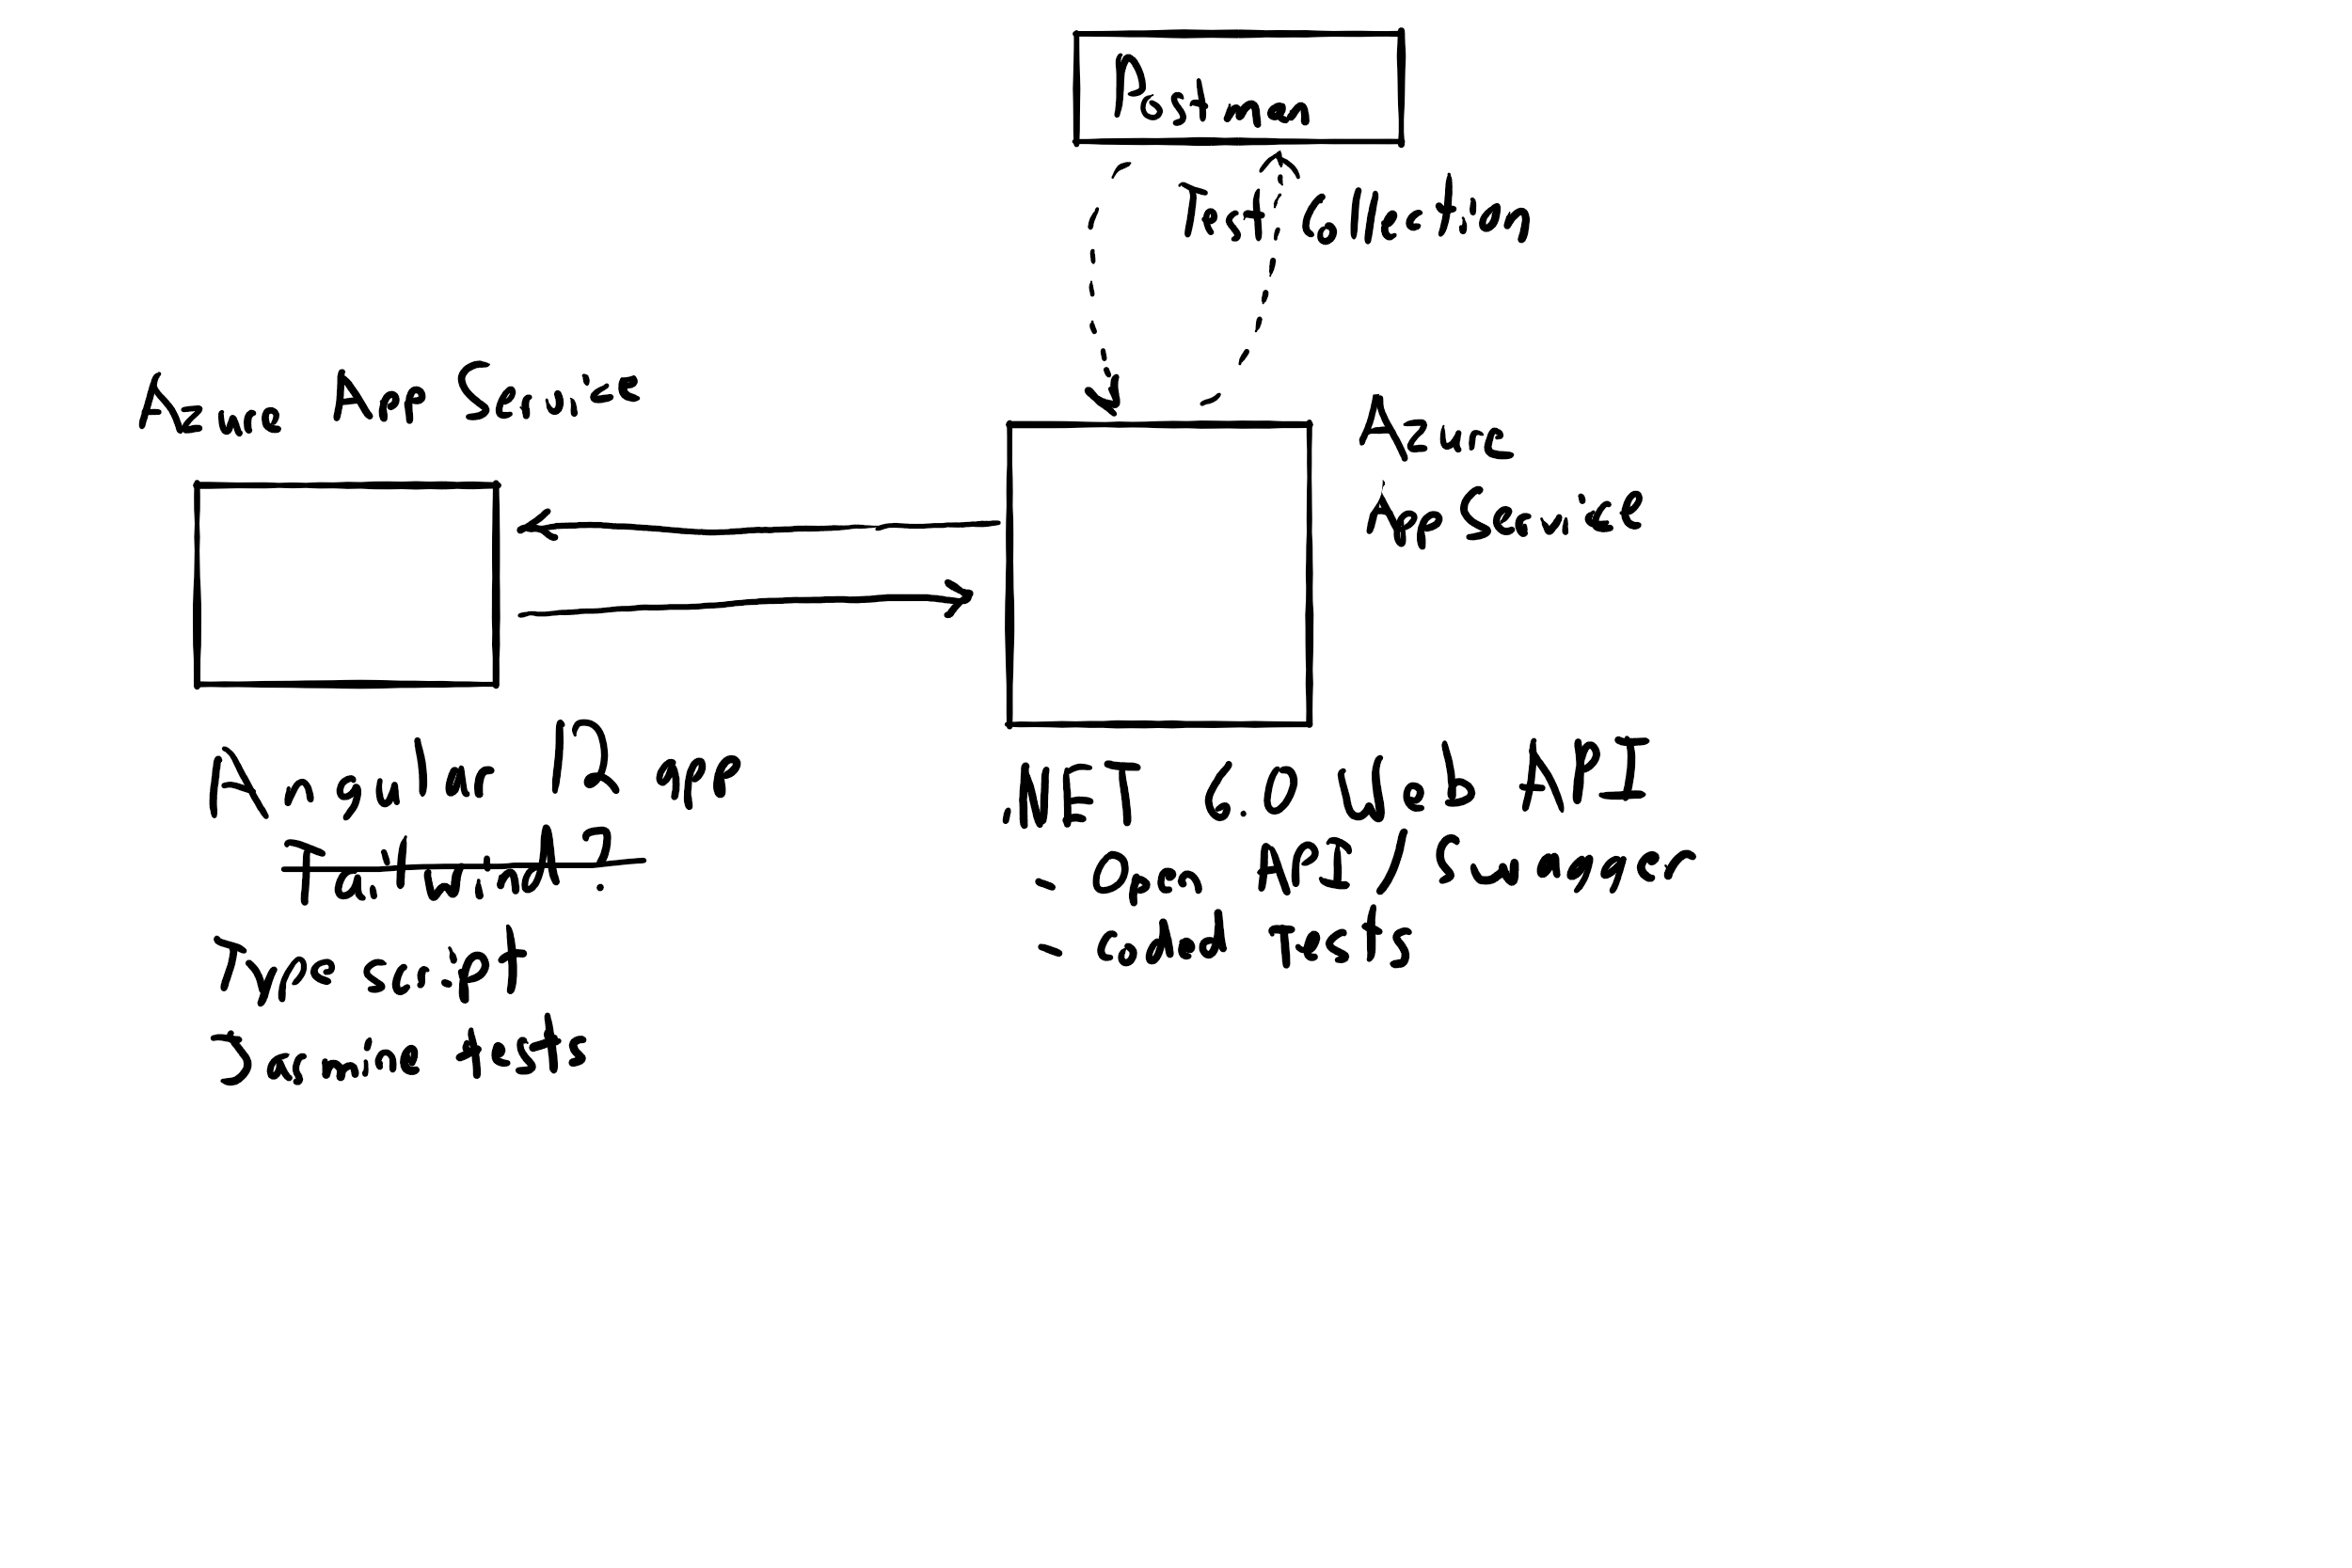 Postman
Test Collection
Azure App Service
Azure
App Service
Angular 12 app
Tailwind?
Typescript
Jasmine tests
.NET 6.0 Web API
- Open API / Swagger
- coded Tests